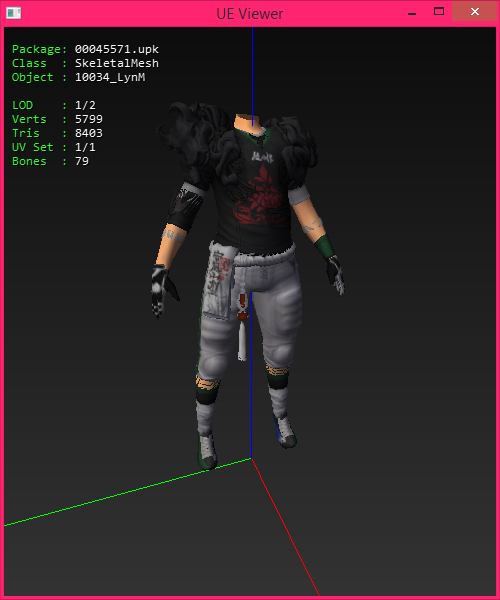 UE Viewer
Package: 00045571.upk
Class : SkeletalMesh
Object : 10034_LynM
LOD : 1/2
Verts : 5799
Tris : 8403
UV Set : 1/1
Bones : 79